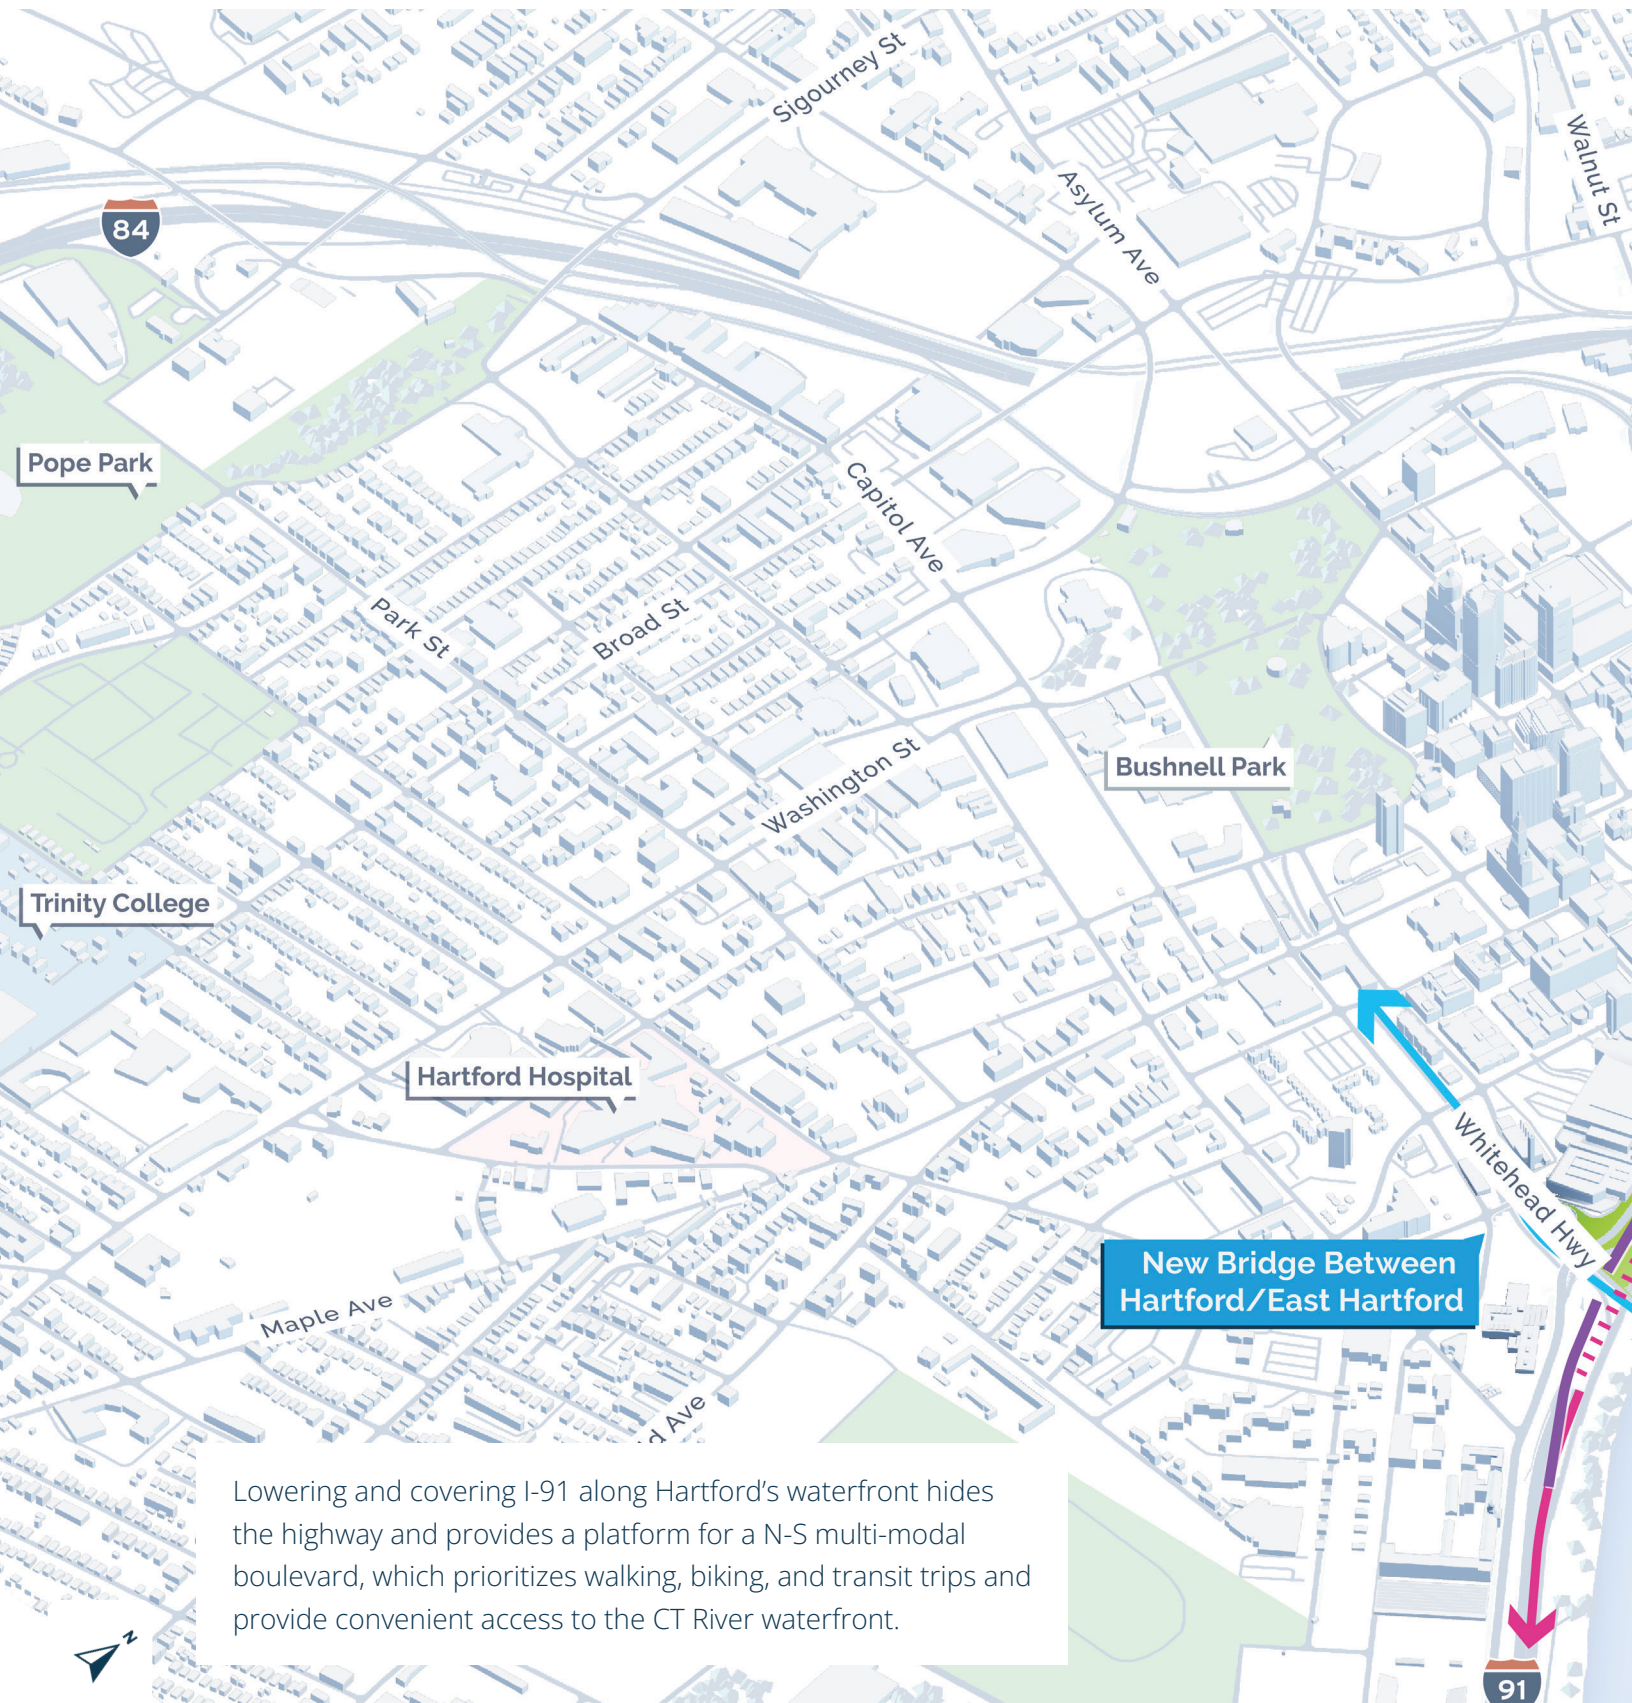 Sigourney St
Walnut St
Asylum Ave
84
Pope Park
Capitol Ave
Park St
Broad St
Bushnell Park
Washington St
Trinity College
Hartford Hospital
Whitehead Hwy
New Bridge Between
Hartford/East Hartford
Maple Ave
d Ave
Lowering and covering I-91 along Hartford’s waterfront hides
the highway and provides a platform for a N-S multi-modal
boulevard, which prioritizes walking, biking, and transit trips and
provide convenient access to the CT River waterfront.
N
91